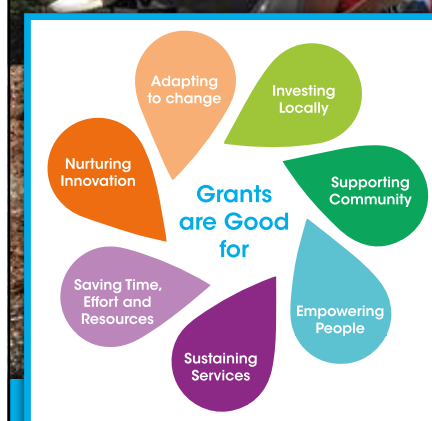 Grants
are Good
for
Adapting
to change
Investing
Locally
Supporting
Community
Empowering
People
Sustaining
Services
Saving Time,
Effort and
Resources
Nurturing
Innovation